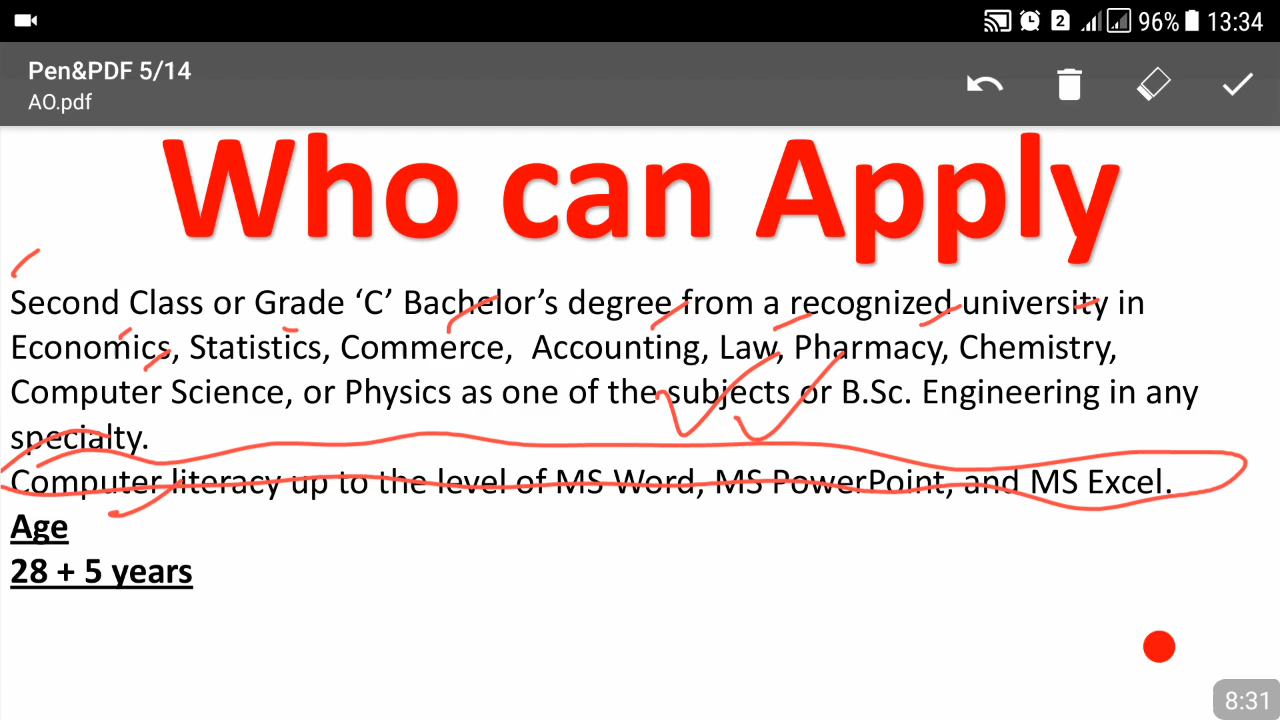 96% 13:34
Pen&PDF 5/14
AO.pdf
Who can Apply
Second Class or Grade ‘C’ Bachelor’s degree from a recognized university in
Economics, Statistics, Commerce, Accounting, Law, Pharmacy, Chemistry,
Computer Science, or Physics as one of the subjects or B.Sc. Engineering in any
specialty.
Computer literacy up to the level of MS Word, MS PowerPoint, and MS Excel.
Age
28 + 5 years
8:31